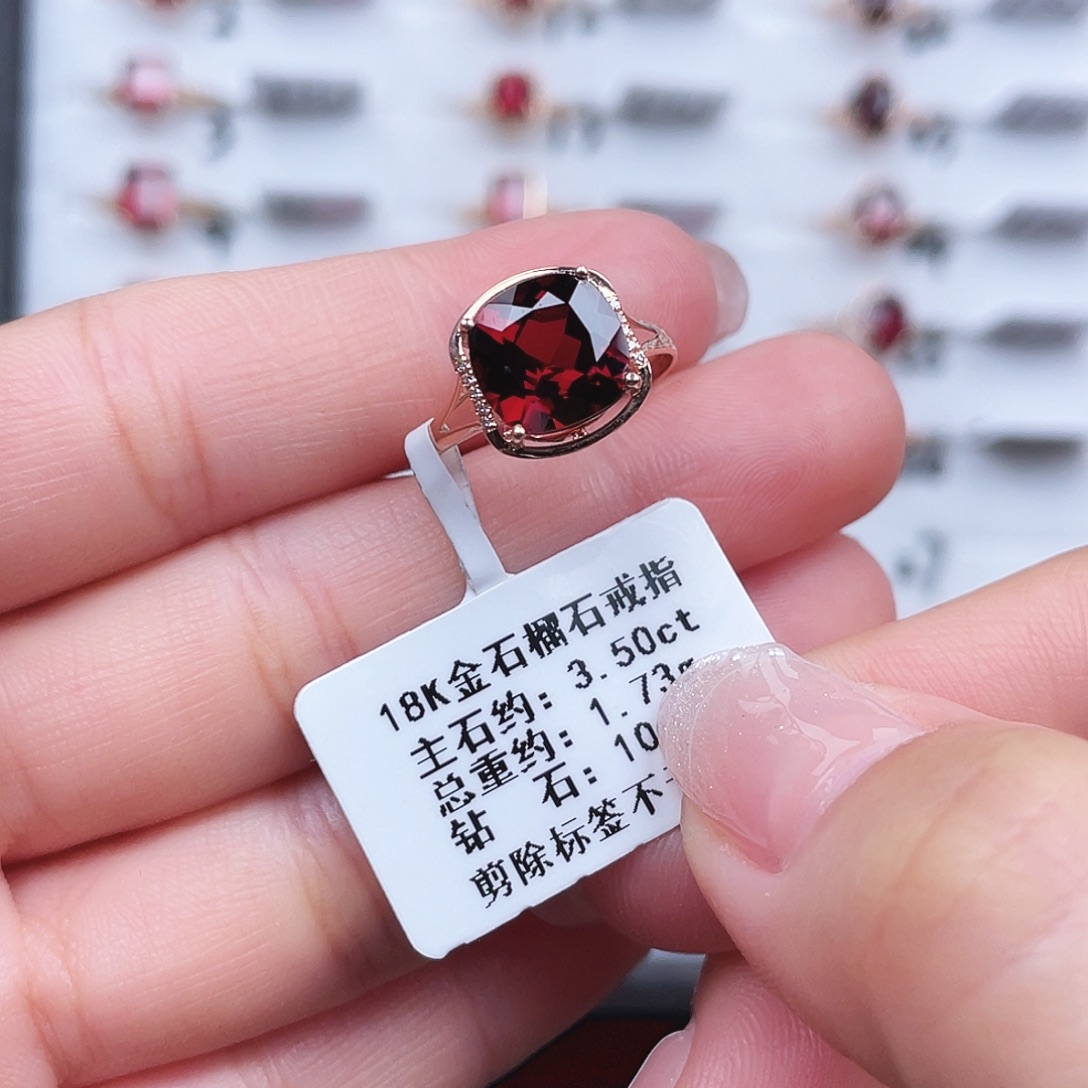 18K金石榴石戒指
主石约: 3.50ct
总重约: 1.73g
钻 石: 10
剪除标签不